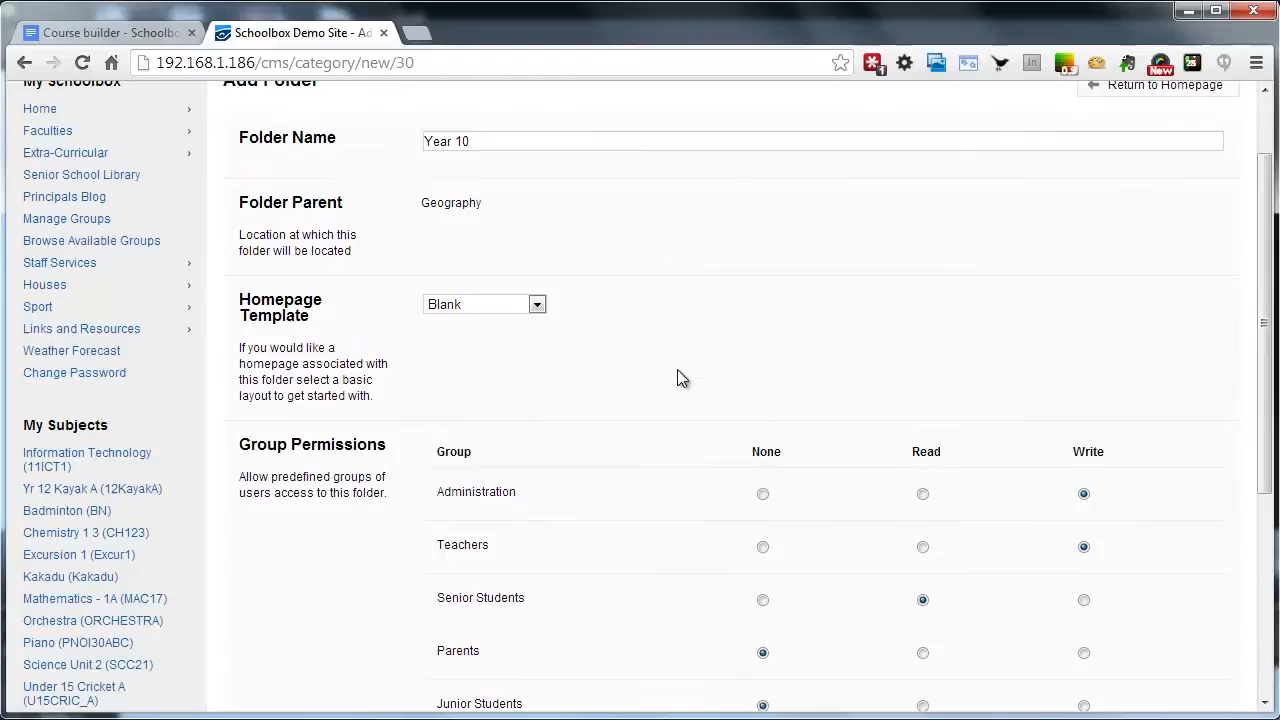 Course builder - Schoolbo
Schoolbox Demo Site - Ad
192.168.1.186/cms/category/new/30
My Schoolbox
Home
Faculties
Extra-Curricular
Senior School Library
Principals Blog
Manage Groups
Browse Available Groups
Staff Services
Houses
Sport
Links and Resources
Weather Forecast
Change Password
My Subjects
Information Technology
(11ICT1)
Yr 12 Kayak A (12KayakA)
Badminton (BN)
Chemistry 1 3 (CH123)
Excursion 1 (Excur1)
Kakadu (Kakadu)
Mathematics - 1A (MAC17)
Orchestra (ORCHESTRA)
Piano (PNOI30ABC)
Science Unit 2 (SCC21)
Under 15 Cricket A
(U15CRIC_A)
Add Folder
Return to Homepage
Folder Name
Year 10
Folder Parent
Geography
Location at which this
folder will be located
Homepage
Template
Blank
If you would like a
homepage associated with
this folder select a basic
layout to get started with.
Group Permissions
Allow predefined groups of
users access to this folder.
Group None Read Write
Administration
Teachers
Senior Students
Parents
Junior Students
New